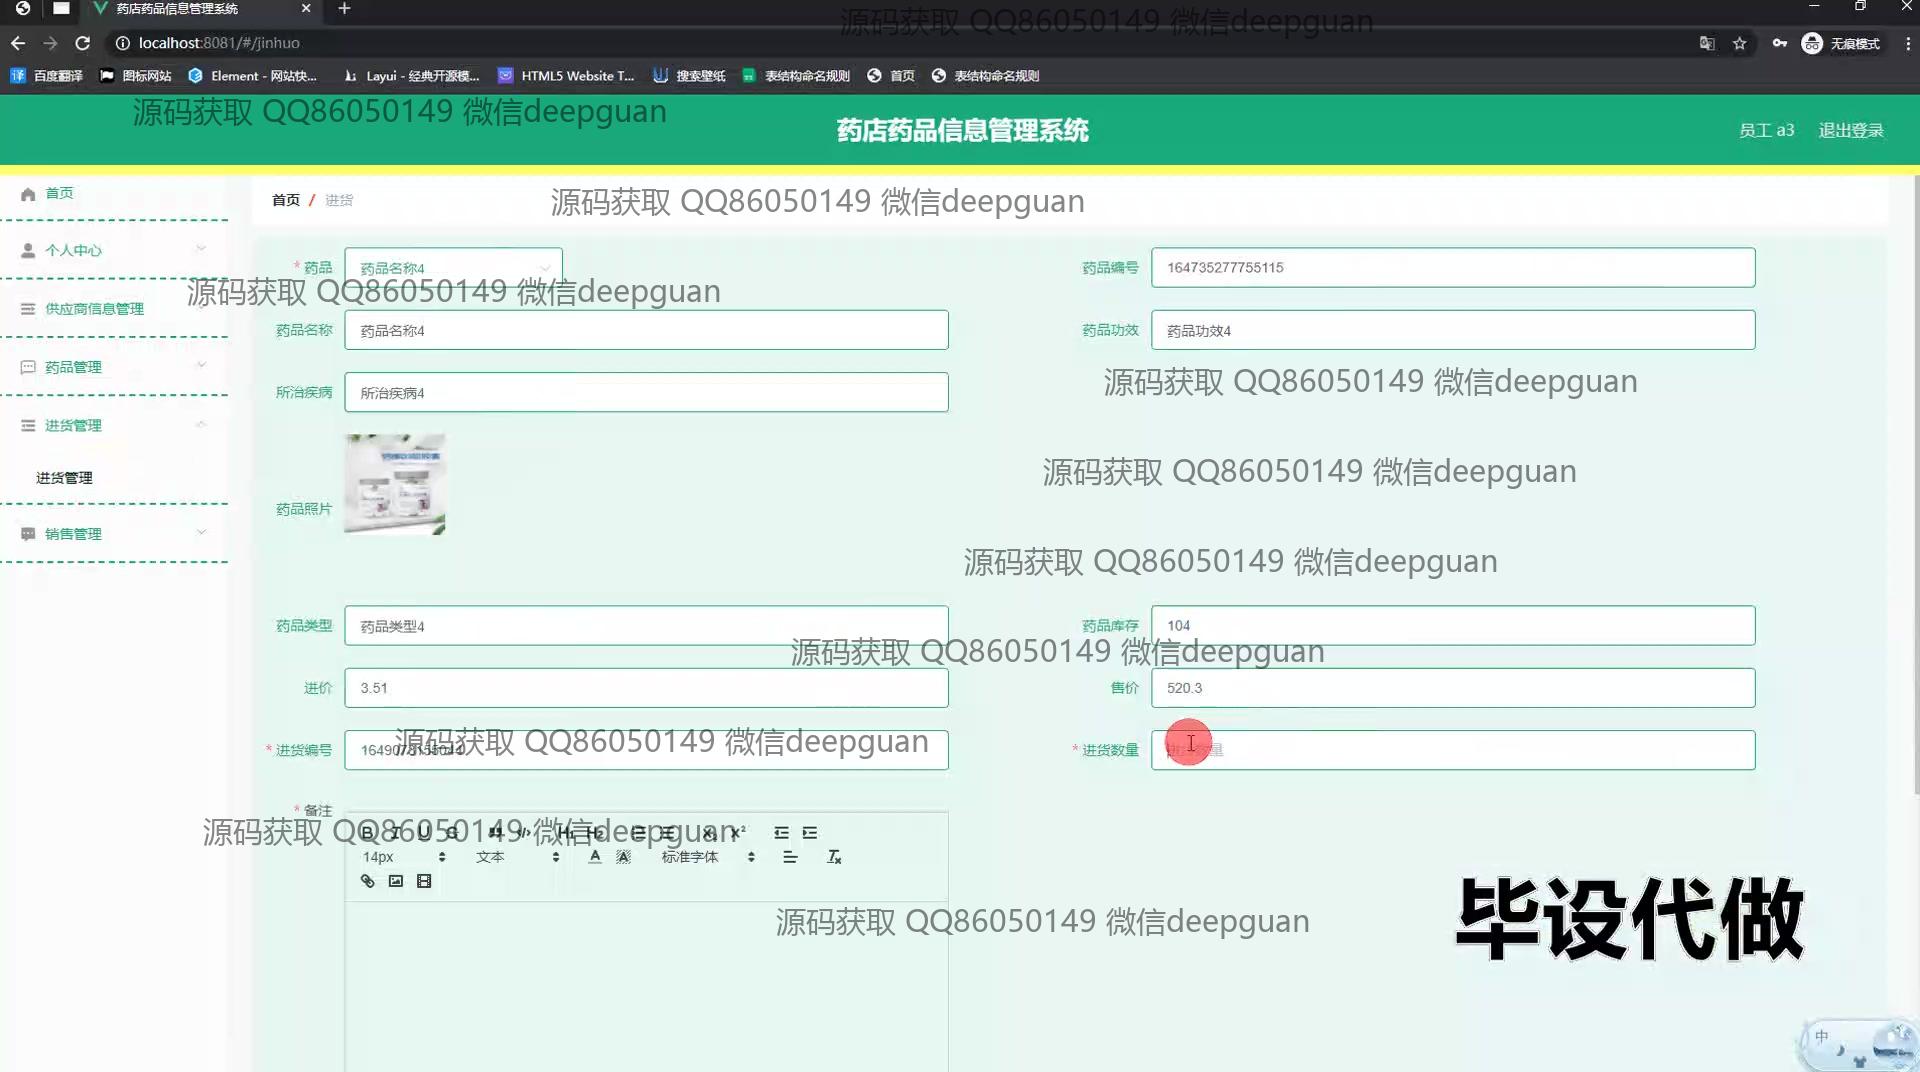 药店药品信息管理系统
源码获取 QQ86050149 微信deepguan
localhost:8081/#/jinhuo
无痕模式
百度翻译 图标网站 Element - 网站快... Layui - 经典开源模... HTML5 Website T... 搜索壁纸 表结构命名规则 首页 表结构命名规则
源码获取 QQ86050149 微信deepguan
药店药品信息管理系统
员工 a3 退出登录
首页
个人中心
供应商信息管理
药品管理
进货管理
进货管理
销售管理
首页 / 进货
源码获取 QQ86050149 微信deepguan
* 药品 药品名称4
药品编号 164735277755115
源码获取 QQ86050149 微信deepguan
药品名称 药品名称4
药品功效 药品功效4
源码获取 QQ86050149 微信deepguan
所治疾病 所治疾病4
源码获取 QQ86050149 微信deepguan
药品照片
源码获取 QQ86050149 微信deepguan
药品类型 药品类型4
药品库存 104
源码获取 QQ86050149 微信deepguan
进价 3.51
售价 520.3
源码获取 QQ86050149 微信deepguan
* 进货编号
* 进货数量
* 备注
源码获取 QQ86050149 微信deepguan
14px 文本 标准字体
源码获取 QQ86050149 微信deepguan
毕设代做
中